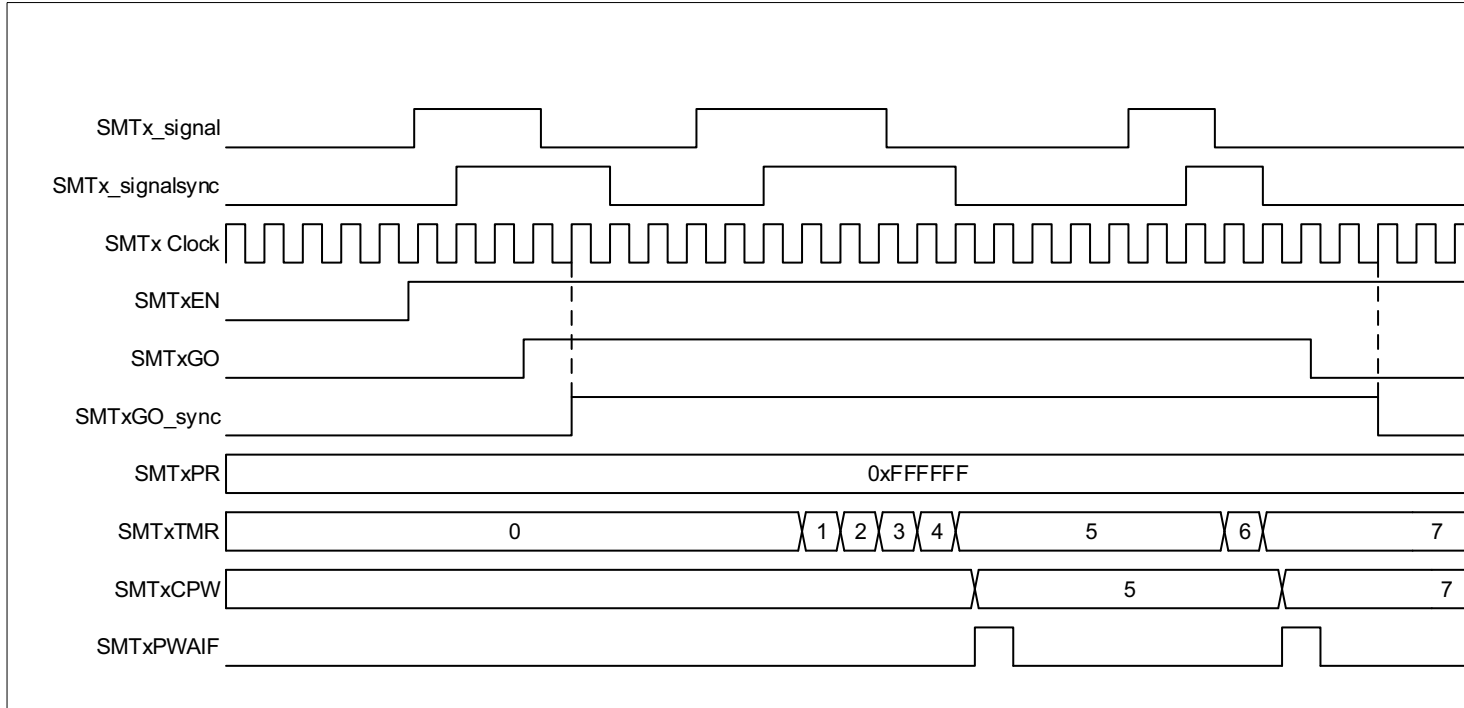 SMTx_signal
SMTx_signalsync
SMTx Clock
SMTxEN
SMTxGO
SMTxGO_sync
SMTxPR 0xFFFFFF
SMTxTMR 0 1 2 3 4 5 6 7
SMTxCPW 5 7
SMTxPWAIF